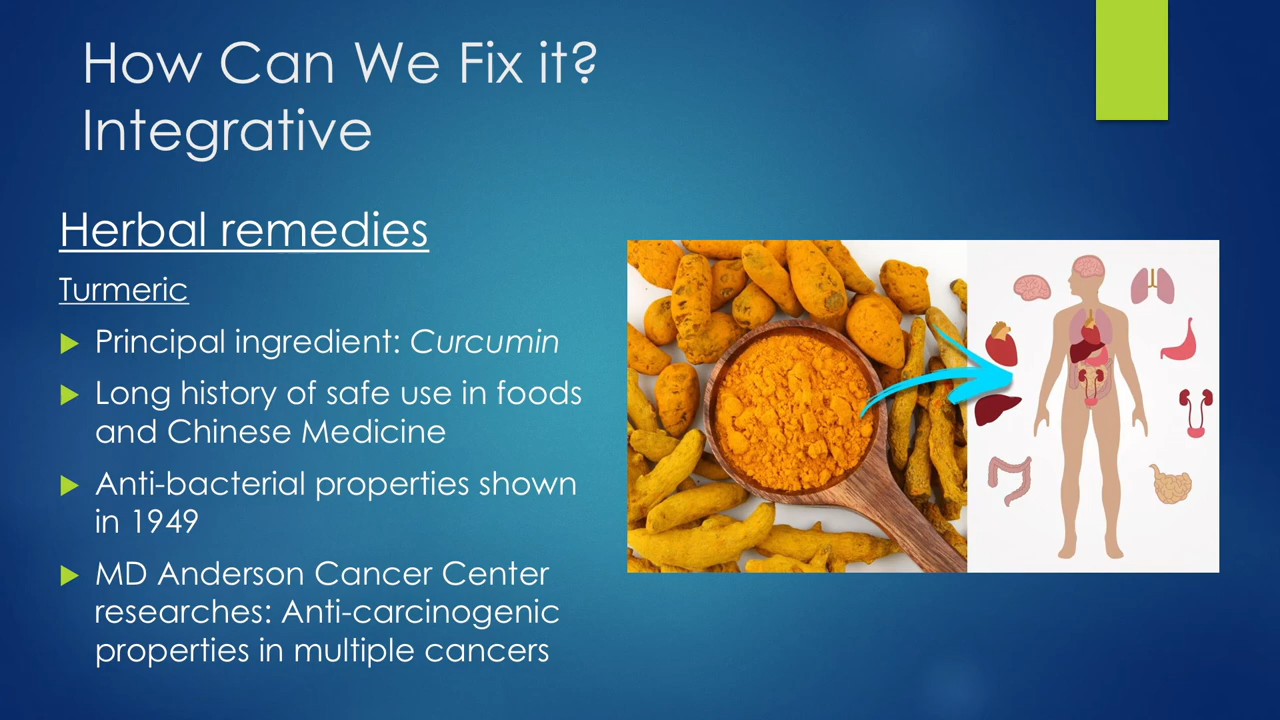 How Can We Fix it?
Integrative
Herbal remedies
Turmeric
Principal ingredient: Curcumin
Long history of safe use in foods
and Chinese Medicine
Anti-bacterial properties shown
in 1949
MD Anderson Cancer Center
researches: Anti-carcinogenic
properties in multiple cancers